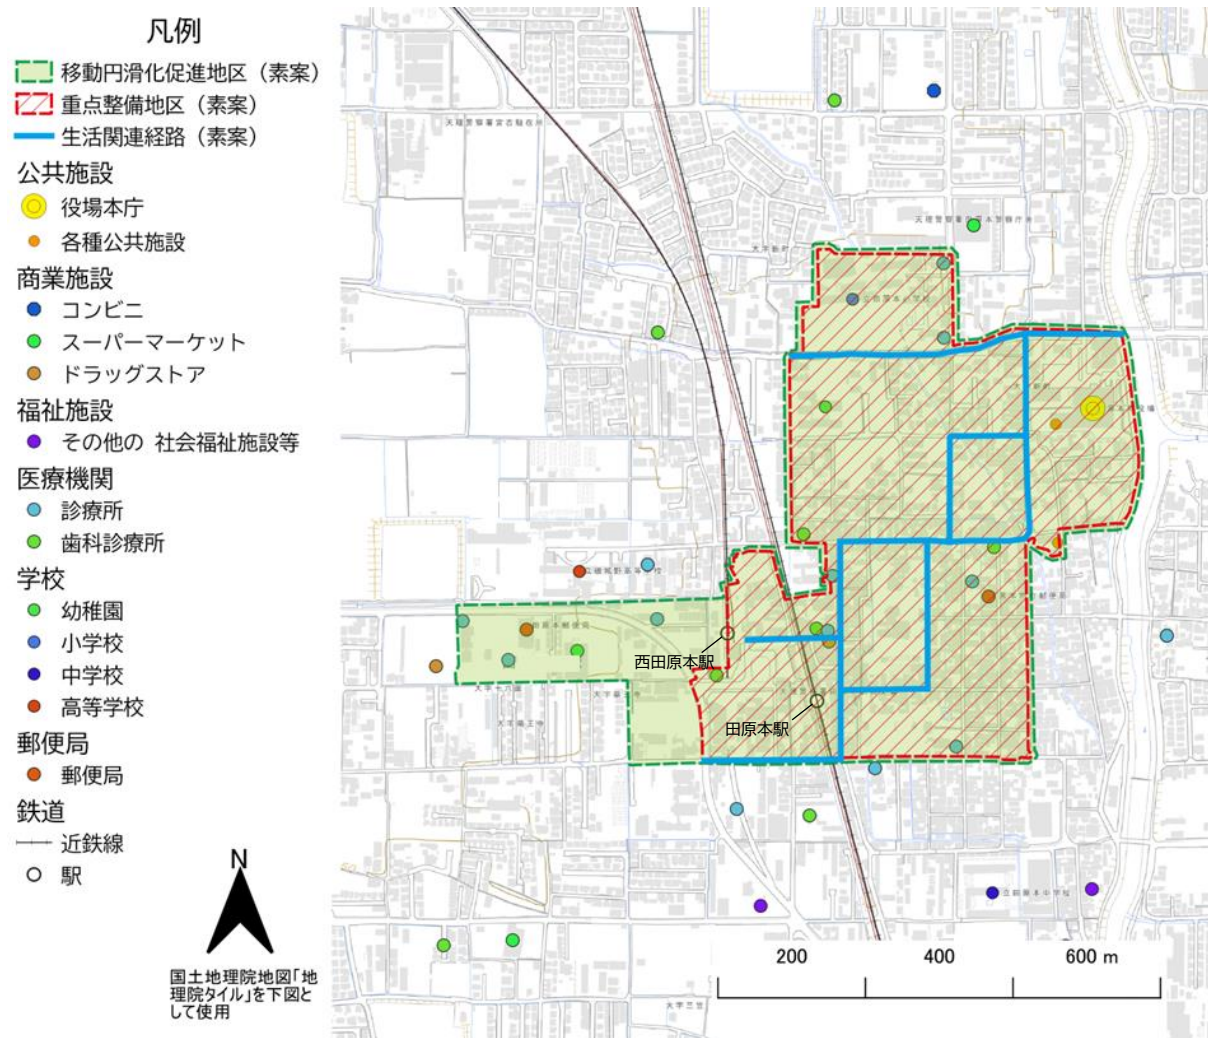 凡例
移動円滑化促進地区（素案）
重点整備地区（素案）
生活関連経路（素案）
公共施設
役場本庁
各種公共施設
商業施設
コンビニ
スーパーマーケット
ドラッグストア
福祉施設
その他の 社会福祉施設等
医療機関
診療所
歯科診療所
学校
幼稚園
小学校
中学校
高等学校
郵便局
郵便局
鉄道
近鉄線
駅
N
国土地理院地図「地
理院タイル」を下図と
して使用
西田原本駅
田原本駅
200 400 600 m